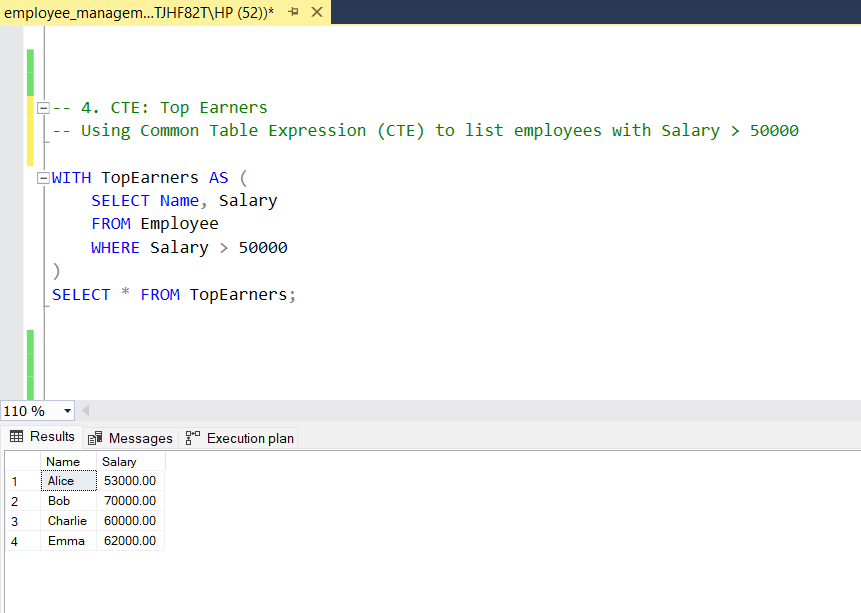 employee_managem...TJHF82T\HP (52))*
-- 4. CTE: Top Earners
-- Using Common Table Expression (CTE) to list employees with Salary > 50000
WITH TopEarners AS (
SELECT Name, Salary
FROM Employee
WHERE Salary > 50000
)
SELECT * FROM TopEarners;
110 %
Results Messages Execution plan
Name Salary
1 Alice 53000.00
2 Bob 70000.00
3 Charlie 60000.00
4 Emma 62000.00